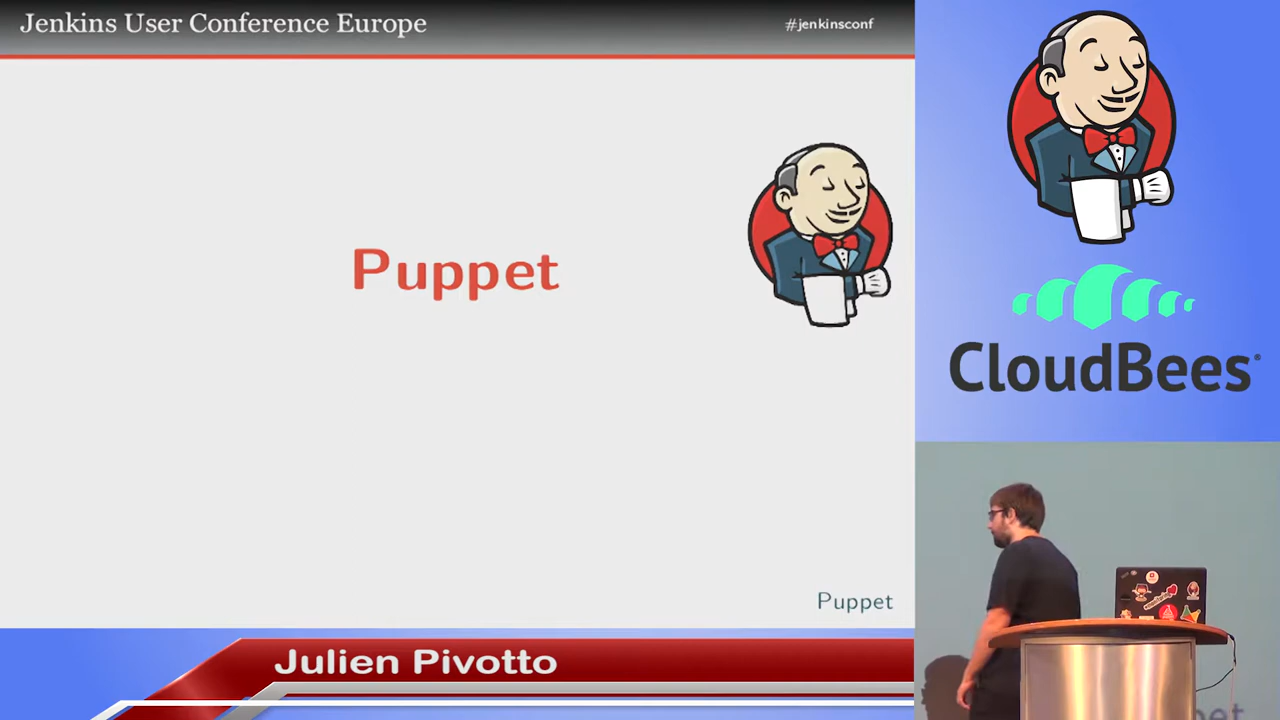 Jenkins User Conference Europe
#jenkinsconf
Puppet
Puppet
Julien Pivotto
CloudBees®